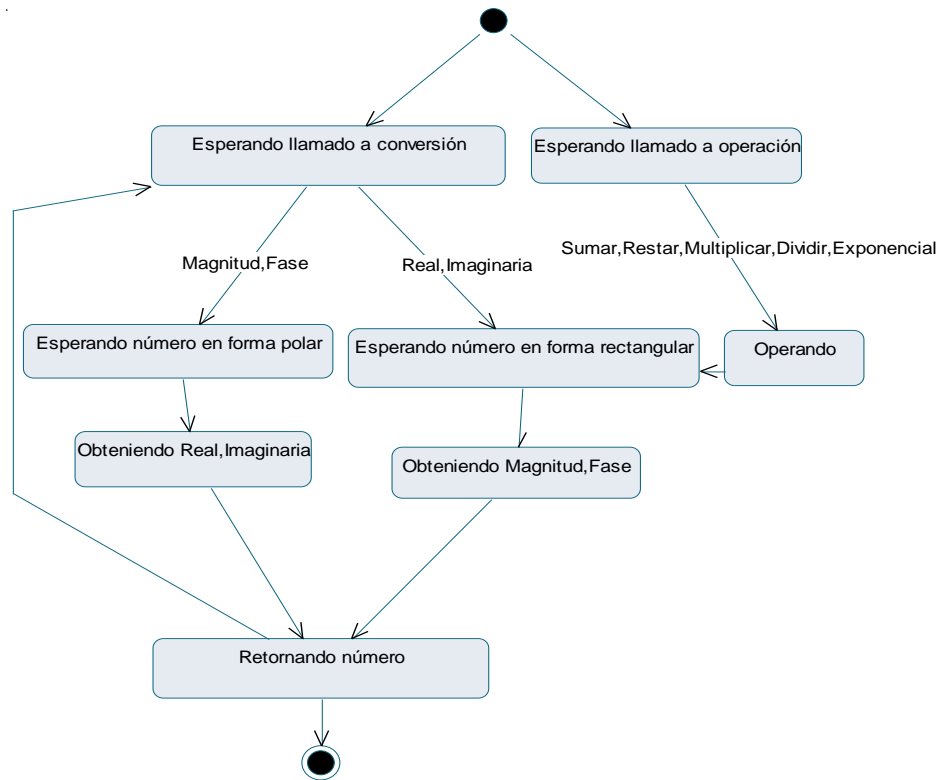 Esperando llamado a conversión
Esperando llamado a operación
Sumar,Restar,Multiplicar,Dividir,Exponencial
Magnitud,Fase
Real,Imaginaria
Esperando número en forma polar
Esperando número en forma rectangular
Operando
Obteniendo Real,Imaginaria
Obteniendo Magnitud,Fase
Retornando número